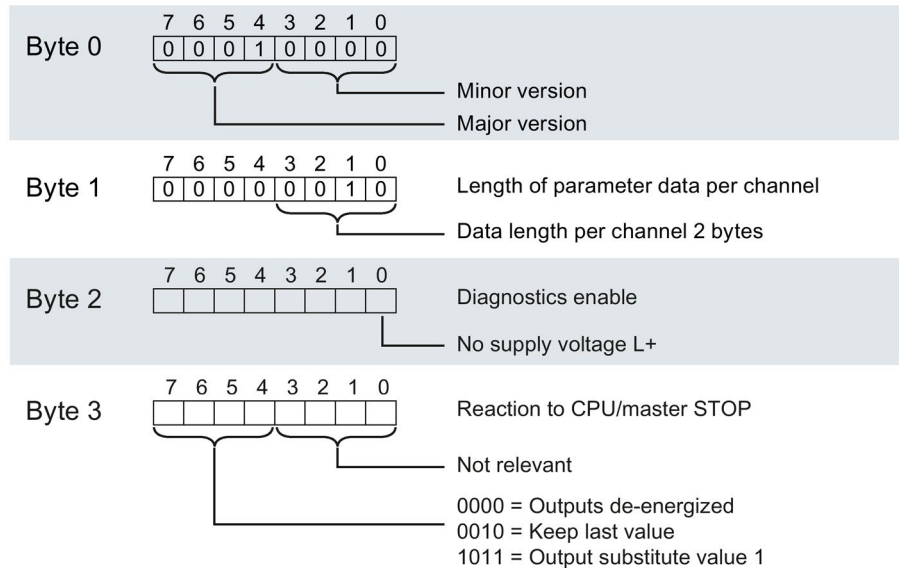 7 6 5 4 3 2 1 0
Byte 0 0 0 0 1 0 0 0 0
Minor version
Major version
7 6 5 4 3 2 1 0
Byte 1 0 0 0 0 0 0 1 0 Length of parameter data per channel
Data length per channel 2 bytes
7 6 5 4 3 2 1 0
Byte 2 Diagnostics enable
No supply voltage L+
7 6 5 4 3 2 1 0
Byte 3 Reaction to CPU/master STOP
Not relevant
0000 = Outputs de-energized
0010 = Keep last value
1011 = Output substitute value 1